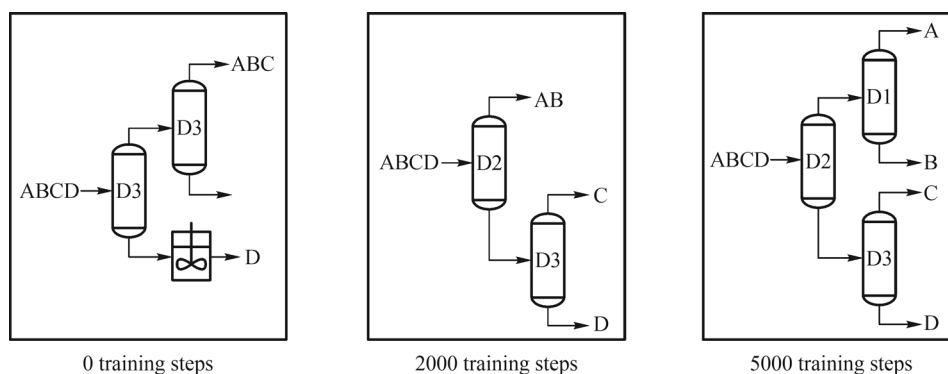 ABC
D3
ABCD
D3
D
0 training steps
AB
ABCD
D2
C
D3
D
2000 training steps
A
D1
ABCD
D2
B
C
D3
D
5000 training steps